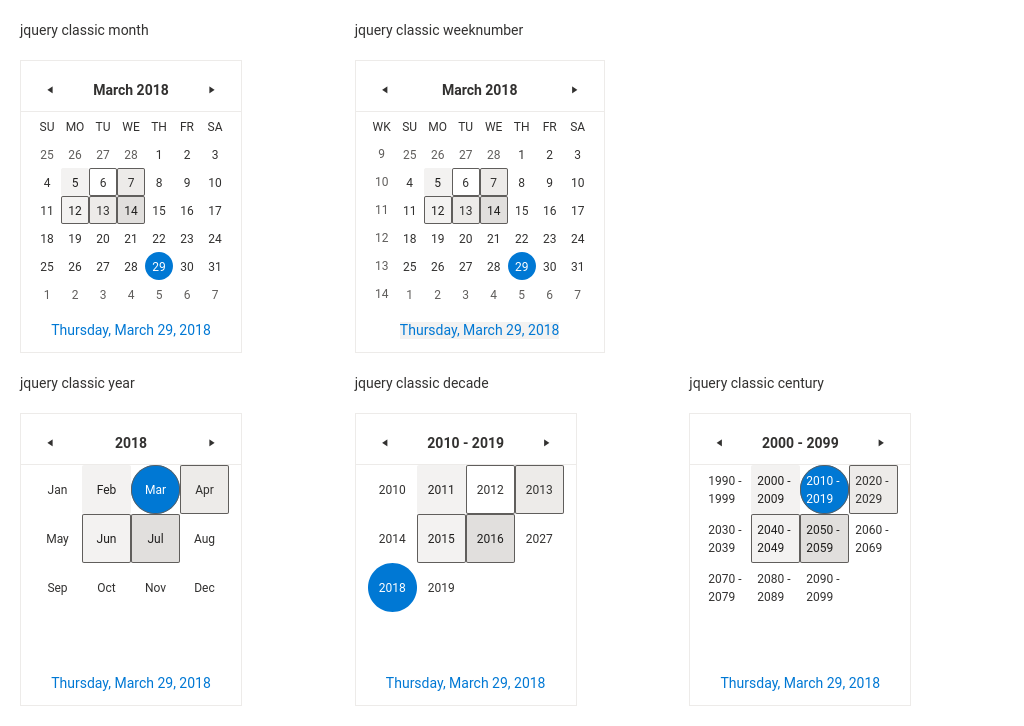 jquery classic month
jquery classic weeknumber
March 2018
SU MO TU WE TH FR SA
25 26 27 28 1 2 3
4 5 6 7 8 9 10
11 12 13 14 15 16 17
18 19 20 21 22 23 24
25 26 27 28 29 30 31
1 2 3 4 5 6 7
Thursday, March 29, 2018
March 2018
WK SU MO TU WE TH FR SA
9 25 26 27 28 1 2 3
10 4 5 6 7 8 9 10
11 11 12 13 14 15 16 17
12 18 19 20 21 22 23 24
13 25 26 27 28 29 30 31
14 1 2 3 4 5 6 7
Thursday, March 29, 2018
jquery classic year
jquery classic decade
jquery classic century
2018
Jan Feb Mar Apr
May Jun Jul Aug
Sep Oct Nov Dec
Thursday, March 29, 2018
2010 - 2019
2010 2011 2012 2013
2014 2015 2016 2027
2018 2019
Thursday, March 29, 2018
2000 - 2099
1990 - 2000 - 2010 - 2020 -
1999 2009 2019 2029
2030 - 2040 - 2050 - 2060 -
2039 2049 2059 2069
2070 - 2080 - 2090 -
2079 2089 2099
Thursday, March 29, 2018